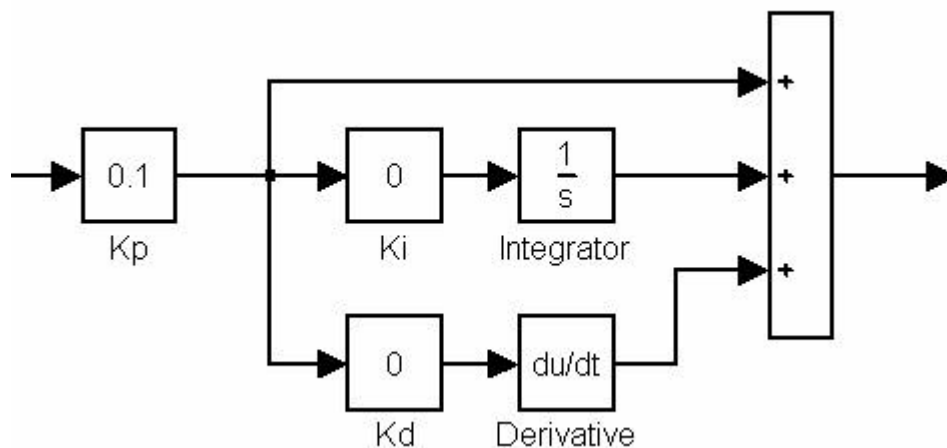 +
0.1
Kp
0
Ki
1
s
Integrator
+
0
Kd
du/dt
Derivative
+